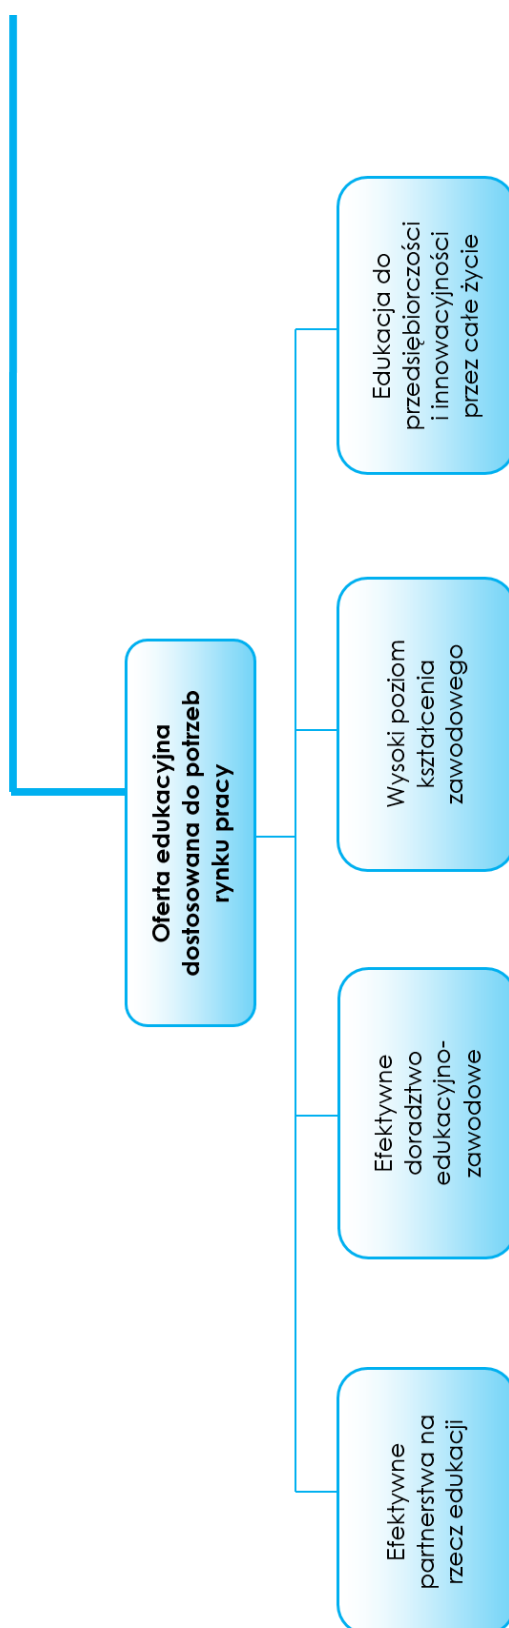 Oferta edukacyjna
dostosowana do potrzeb
rynku pracy
Efektywne
partnerstwa na
rzecz edukacji
Efektywne
doradztwo
edukacyjno-
zawodowe
Wysoki poziom
kształcenia
zawodowego
Edukacja do
przedsiębiorczości
i innowacyjności
przez całe życie